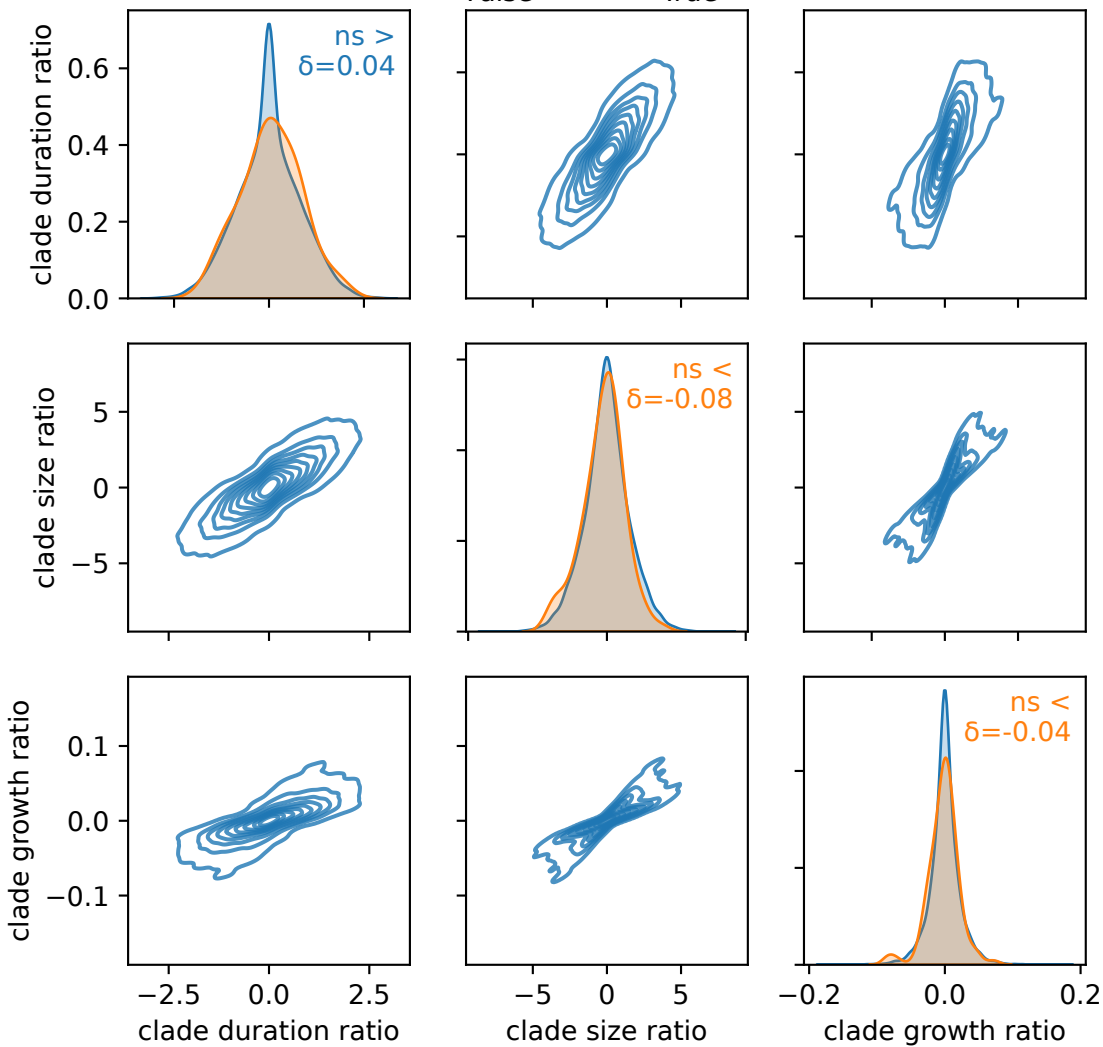 ns >
δ=0.04
clade duration ratio
0.6
0.4
0.2
0.0
ns <
δ=-0.08
clade size ratio
5
0
−5
ns <
δ=-0.04
clade growth ratio
0.1
0.0
−0.1
−2.5 0.0 2.5
−5 0 5
−0.2 0.0 0.2
clade duration ratio
clade size ratio
clade growth ratio